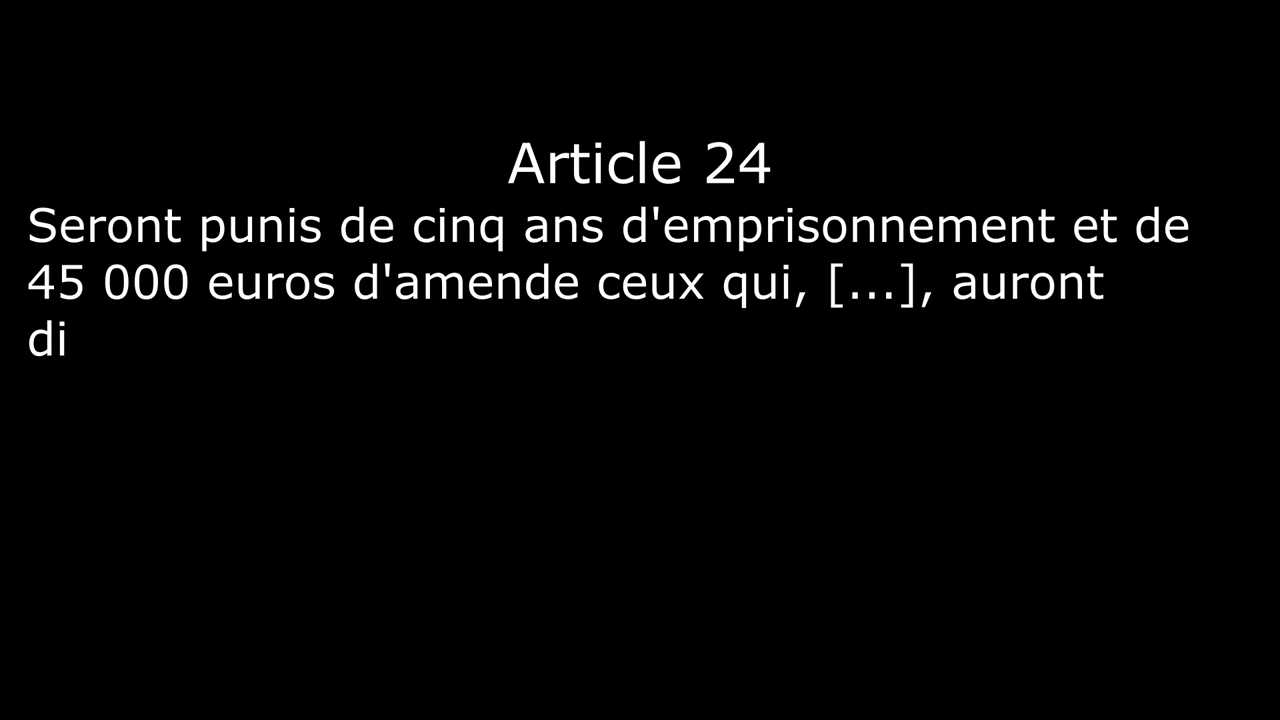 Article 24
Seront punis de cinq ans d'emprisonnement et de
45 000 euros d'amende ceux qui, [...], auront
di